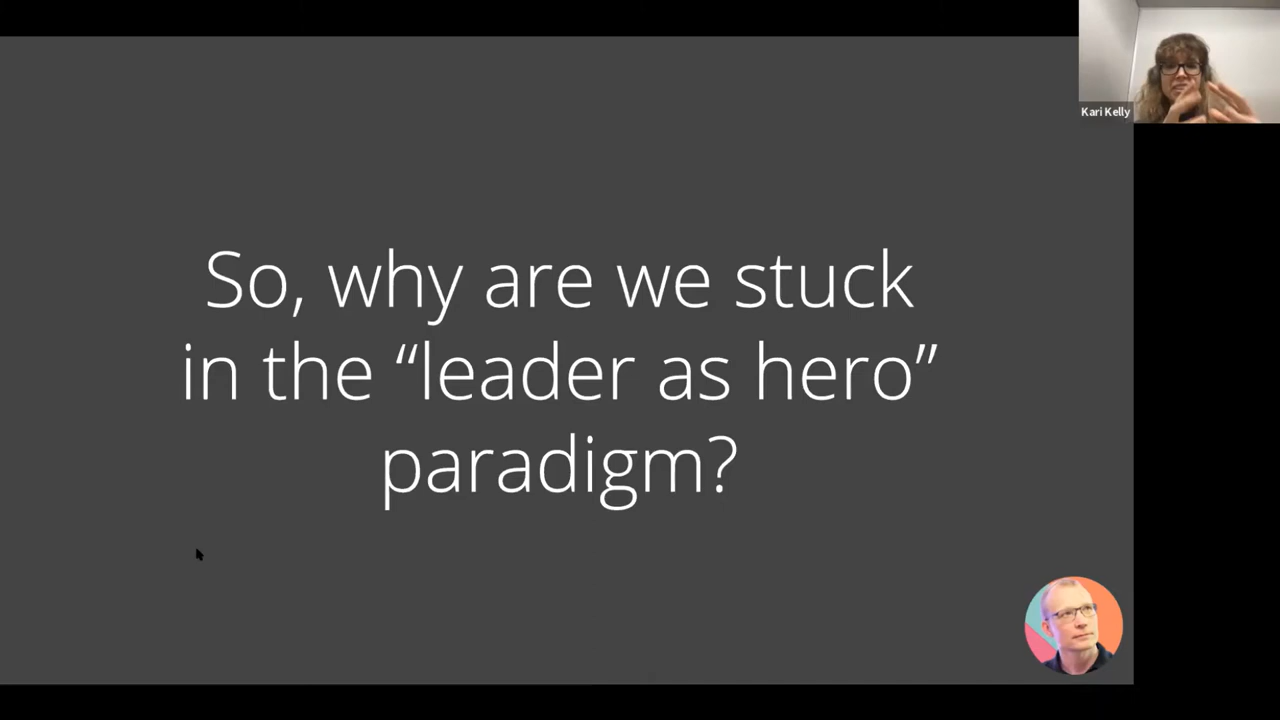 Kari Kelly
So, why are we stuck
in the “leader as hero”
paradigm?